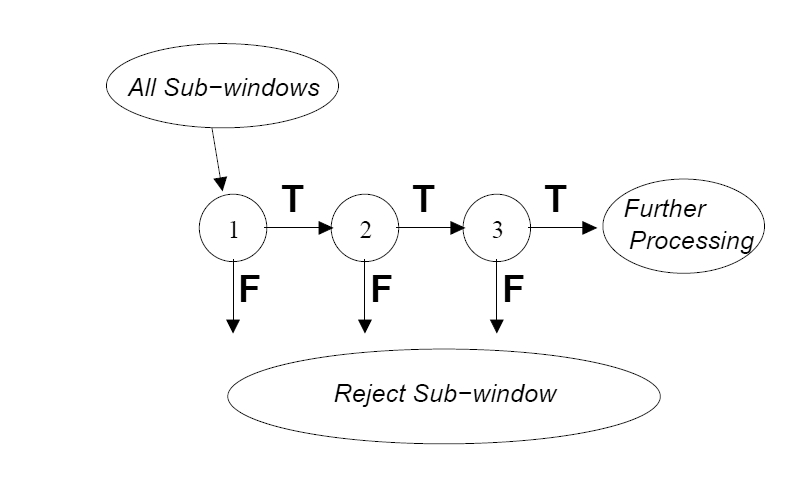 All Sub−windows
T
T
T
Further
Processing
1
2
3
F
F
F
Reject Sub−window